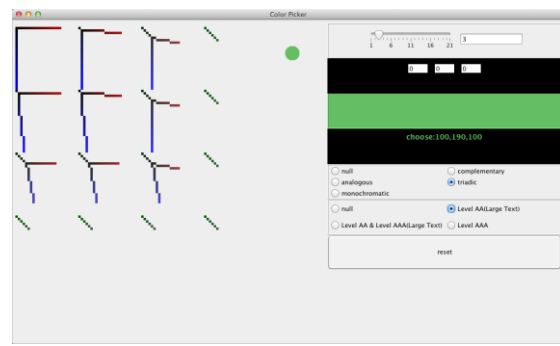 Color Picker
1 6 11 16 21
3
0 0 0
choose:100,190,100
null complementary
analogous triadic
monochromatic
null Level AA(Large Text)
Level AA & Level AAA(Large Text) Level AAA
reset